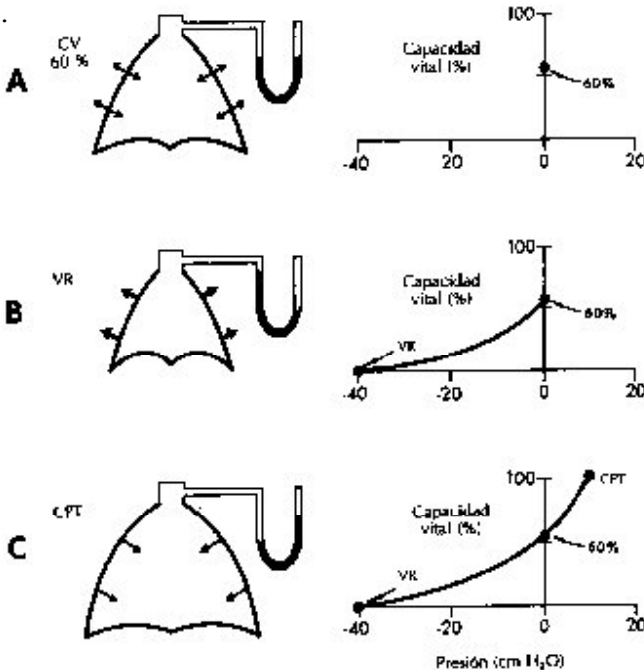 A
CV
60 %
Capacidad
vital (%)
100
60%
-40
20
0
20
B
VR
Capacidad
vital (%)
100
VR
60%
-40
-20
0
20
C
CPT
Capacidad
vital (%)
100
CPT
VR
60%
-40
-20
0
20
Presión (cm H₂O)